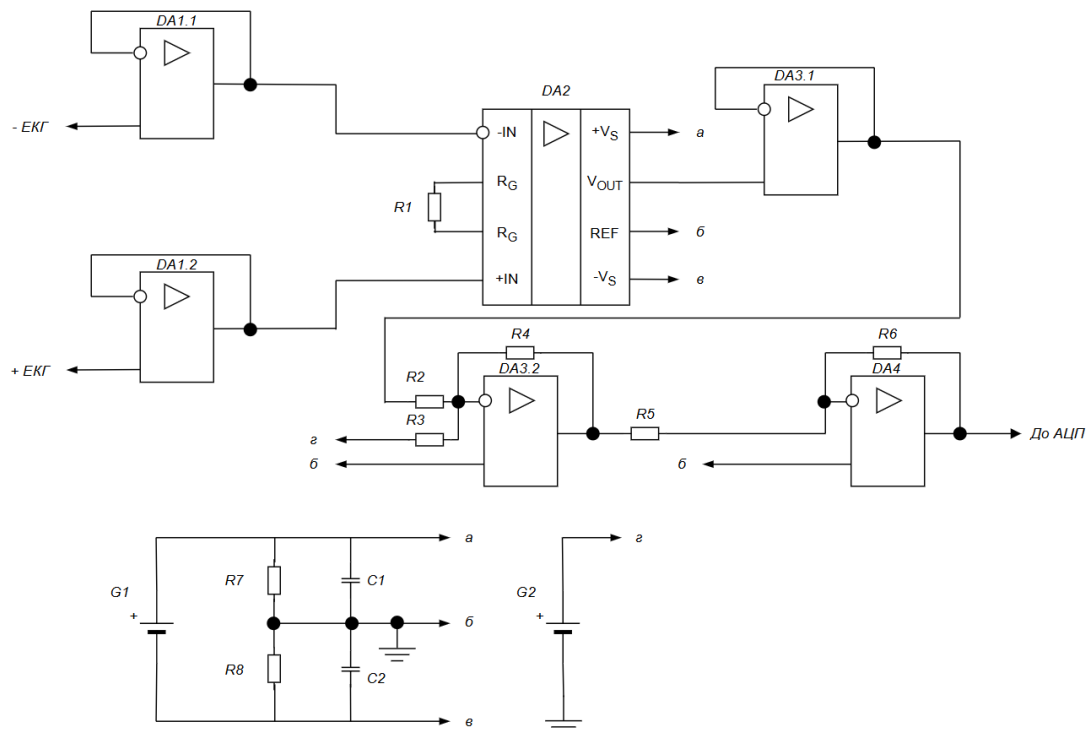 DA1.1
- ЕКГ
DA2
-IN
RG
RG
+IN
+VS
VOUT
REF
-VS
а
б
в
R1
DA3.1
DA1.2
+ ЕКГ
R4
DA3.2
R2
R3
г
б
R5
R6
DA4
б
До АЦП
а
R7
C1
G1
+
б
R8
C2
в
г
G2
+